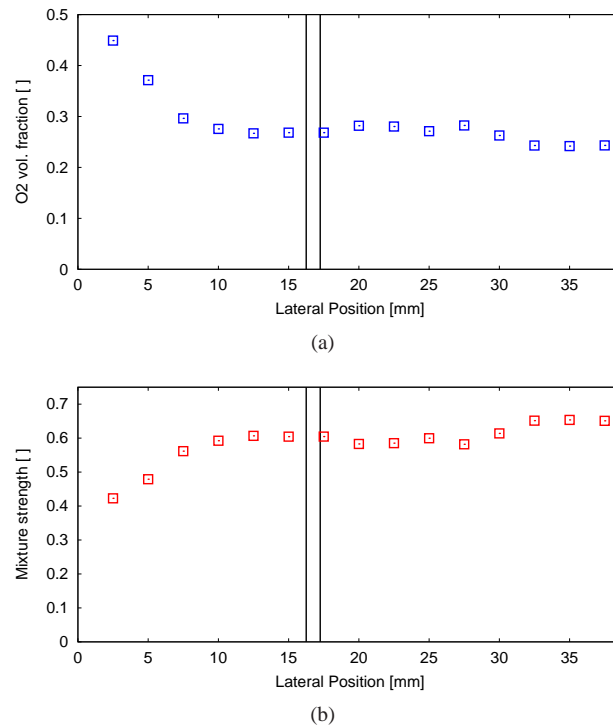 0.5
0.4
0.3
0.2
0.1
0
O2 vol. fraction [ ]
0 5 10 15 20 25 30 35
Lateral Position [mm]
(a)
0.7
0.6
0.5
0.4
0.3
0.2
0.1
0
Mixture strength [ ]
0 5 10 15 20 25 30 35
Lateral Position [mm]
(b)